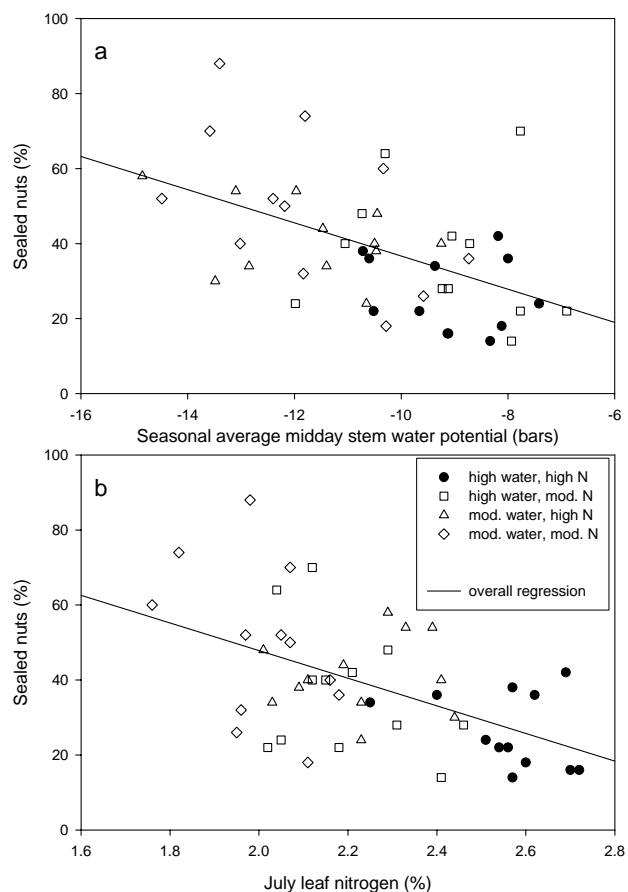 a
100
80
60
40
20
0
Sealed nuts (%)
-16 -14 -12 -10 -8 -6
Seasonal average midday stem water potential (bars)
b
100
80
60
40
20
0
Sealed nuts (%)
high water, high N
high water, mod. N
mod. water, high N
mod. water, mod. N
overall regression
1.6 1.8 2.0 2.2 2.4 2.6 2.8
July leaf nitrogen (%)